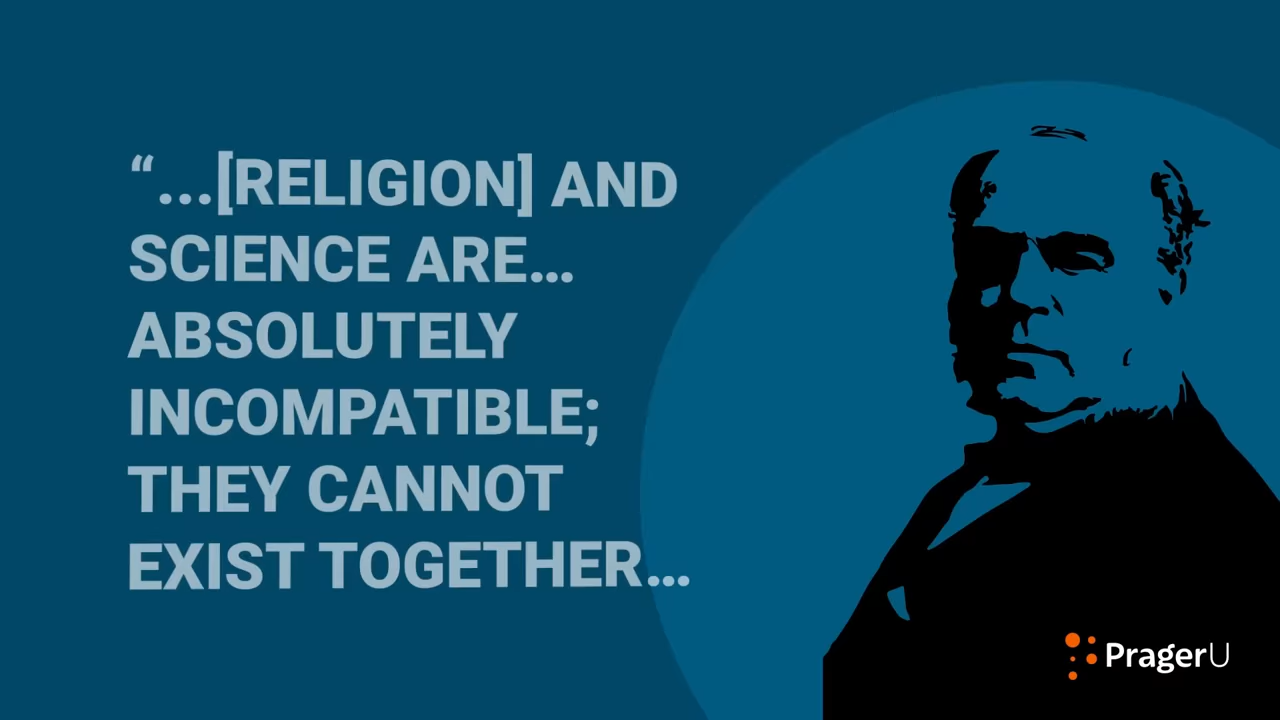 “...[RELIGION] AND
SCIENCE ARE...
ABSOLUTELY
INCOMPATIBLE;
THEY CANNOT
EXIST TOGETHER...
PragerU